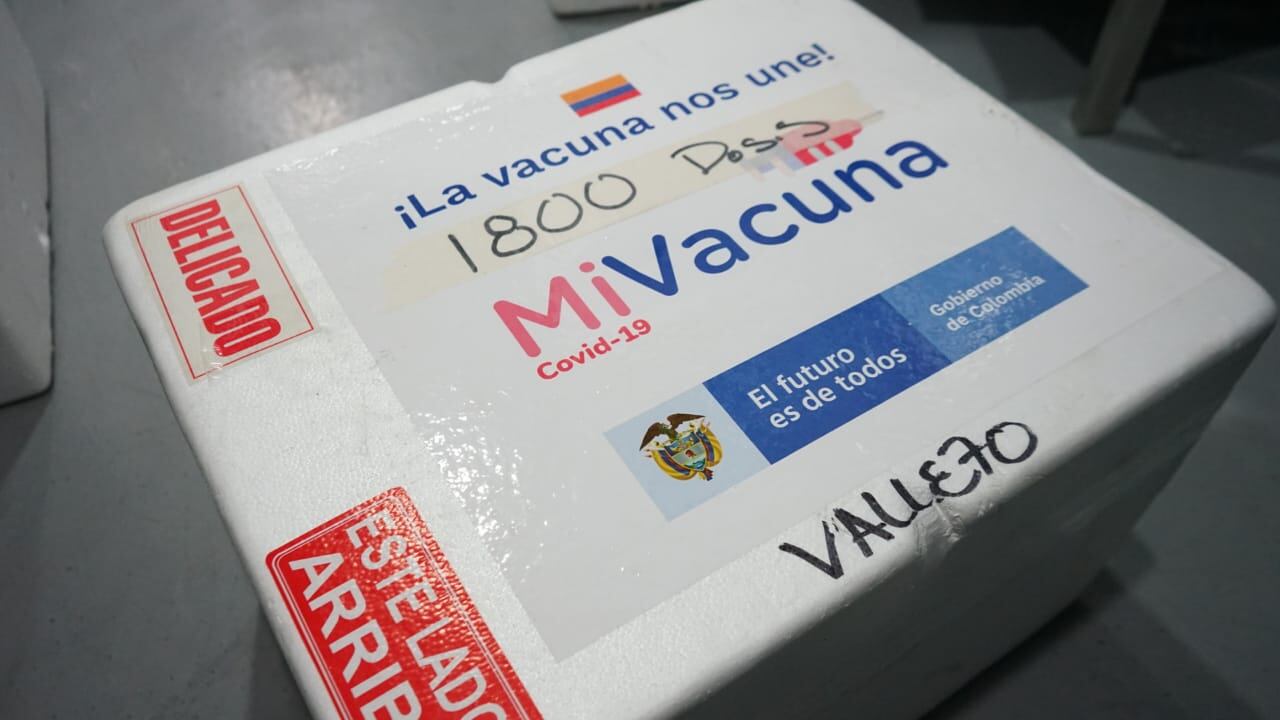 ¡La vacuna nos une!
1800 Dosis
MiVacuna
Covid-19
El futuro
es de todos
Gobierno
de Colombia
DELICADO
ESTE LADO
ARRIB
VALLEJO